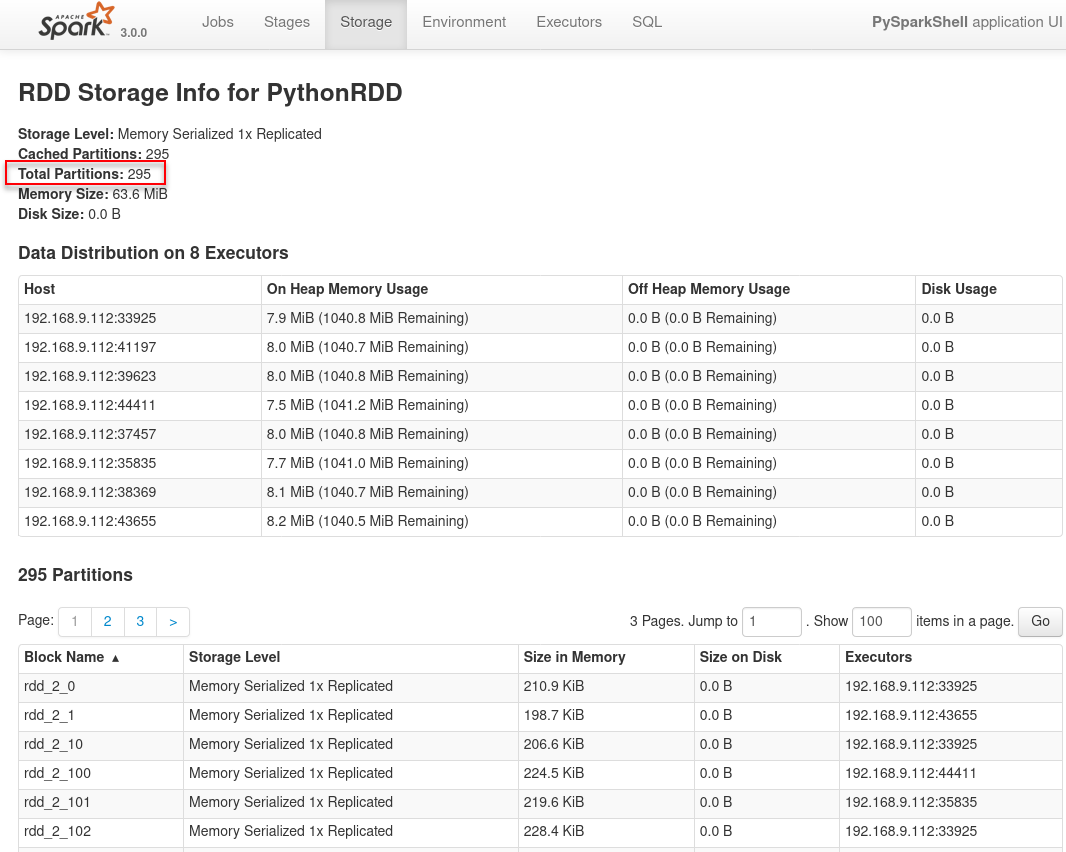 APACHE Spark 3.0.0 Jobs Stages Storage Environment Executors SQL PySparkShell application UI
RDD Storage Info for PythonRDD
Storage Level: Memory Serialized 1x Replicated
Cached Partitions: 295
Total Partitions: 295
Memory Size: 63.6 MiB
Disk Size: 0.0 B
Data Distribution on 8 Executors
Host On Heap Memory Usage Off Heap Memory Usage Disk Usage
192.168.9.112:33925 7.9 MiB (1040.8 MiB Remaining) 0.0 B (0.0 B Remaining) 0.0 B
192.168.9.112:41197 8.0 MiB (1040.7 MiB Remaining) 0.0 B (0.0 B Remaining) 0.0 B
192.168.9.112:39623 8.0 MiB (1040.8 MiB Remaining) 0.0 B (0.0 B Remaining) 0.0 B
192.168.9.112:44411 7.5 MiB (1041.2 MiB Remaining) 0.0 B (0.0 B Remaining) 0.0 B
192.168.9.112:37457 8.0 MiB (1040.8 MiB Remaining) 0.0 B (0.0 B Remaining) 0.0 B
192.168.9.112:35835 7.7 MiB (1041.0 MiB Remaining) 0.0 B (0.0 B Remaining) 0.0 B
192.168.9.112:38369 8.1 MiB (1040.7 MiB Remaining) 0.0 B (0.0 B Remaining) 0.0 B
192.168.9.112:43655 8.2 MiB (1040.5 MiB Remaining) 0.0 B (0.0 B Remaining) 0.0 B
295 Partitions
Page: 1 2 3 > 3 Pages. Jump to 1 . Show 100 items in a page. Go
Block Name ▲ Storage Level Size in Memory Size on Disk Executors
rdd_2_0 Memory Serialized 1x Replicated 210.9 KiB 0.0 B 192.168.9.112:33925
rdd_2_1 Memory Serialized 1x Replicated 198.7 KiB 0.0 B 192.168.9.112:43655
rdd_2_10 Memory Serialized 1x Replicated 206.6 KiB 0.0 B 192.168.9.112:33925
rdd_2_100 Memory Serialized 1x Replicated 224.5 KiB 0.0 B 192.168.9.112:44411
rdd_2_101 Memory Serialized 1x Replicated 219.6 KiB 0.0 B 192.168.9.112:35835
rdd_2_102 Memory Serialized 1x Replicated 228.4 KiB 0.0 B 192.168.9.112:33925